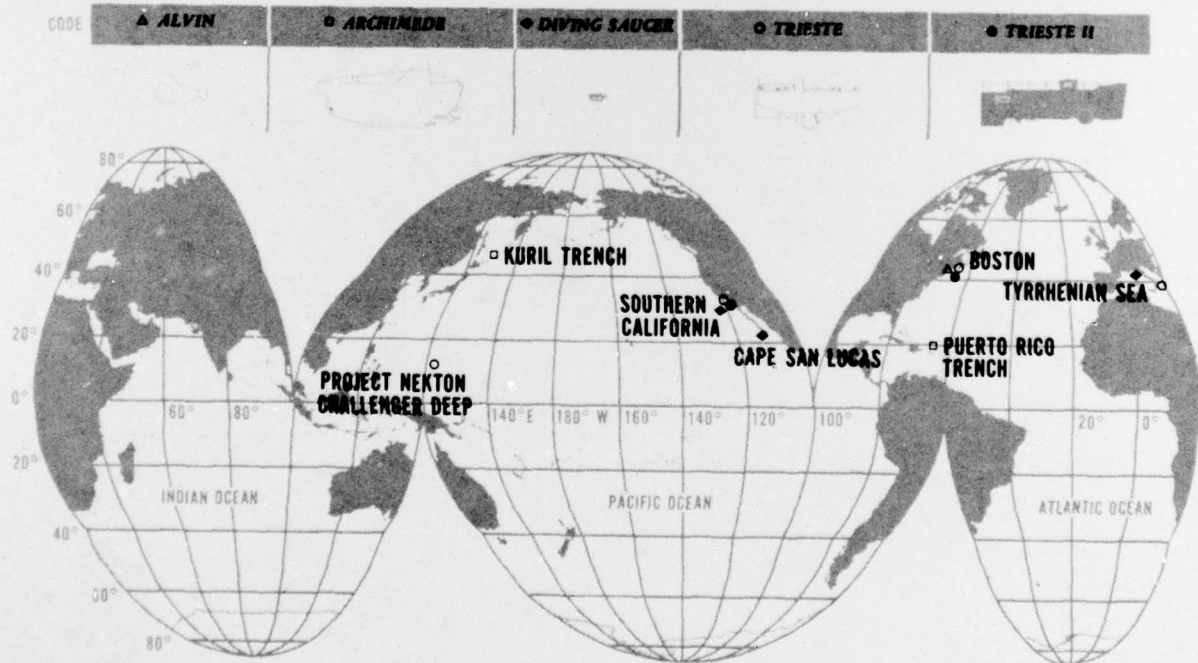 CODE
ALVIN
ARCHIMEDE
DIVING SAUCER
TRIESTE
TRIESTE II
80°
60°
40°
20°
0°
20°
40°
60°
80°
KURIL TRENCH
SOUTHERN
CALIFORNIA
CAPE SAN LUCAS
PROJECT NEKTON
CHALLENGER DEEP
BOSTON
TYRRHENIAN SEA
PUERTO RICO
TRENCH
60° 80° 140°E 180° W 160° 140° 120° 100° 20° 0°
INDIAN OCEAN
PACIFIC OCEAN
ATLANTIC OCEAN